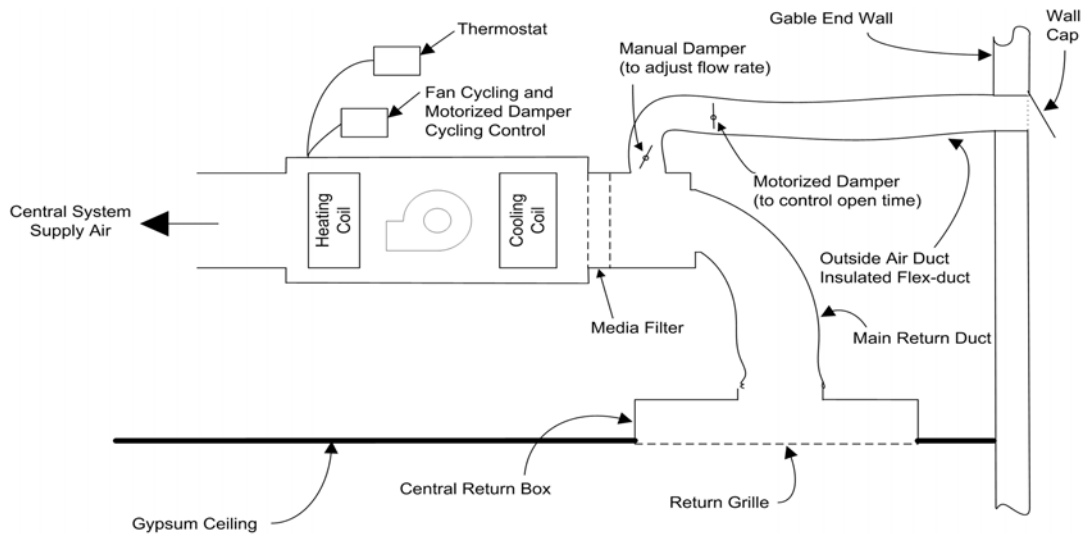 Gable End Wall
Wall
Cap
Thermostat
Manual Damper
(to adjust flow rate)
Fan Cycling and
Motorized Damper
Cycling Control
Motorized Damper
(to control open time)
Central System
Supply Air
Heating
Coil
Cooling
Coil
Outside Air Duct
Insulated Flex-duct
Media Filter
Main Return Duct
Central Return Box
Return Grille
Gypsum Ceiling